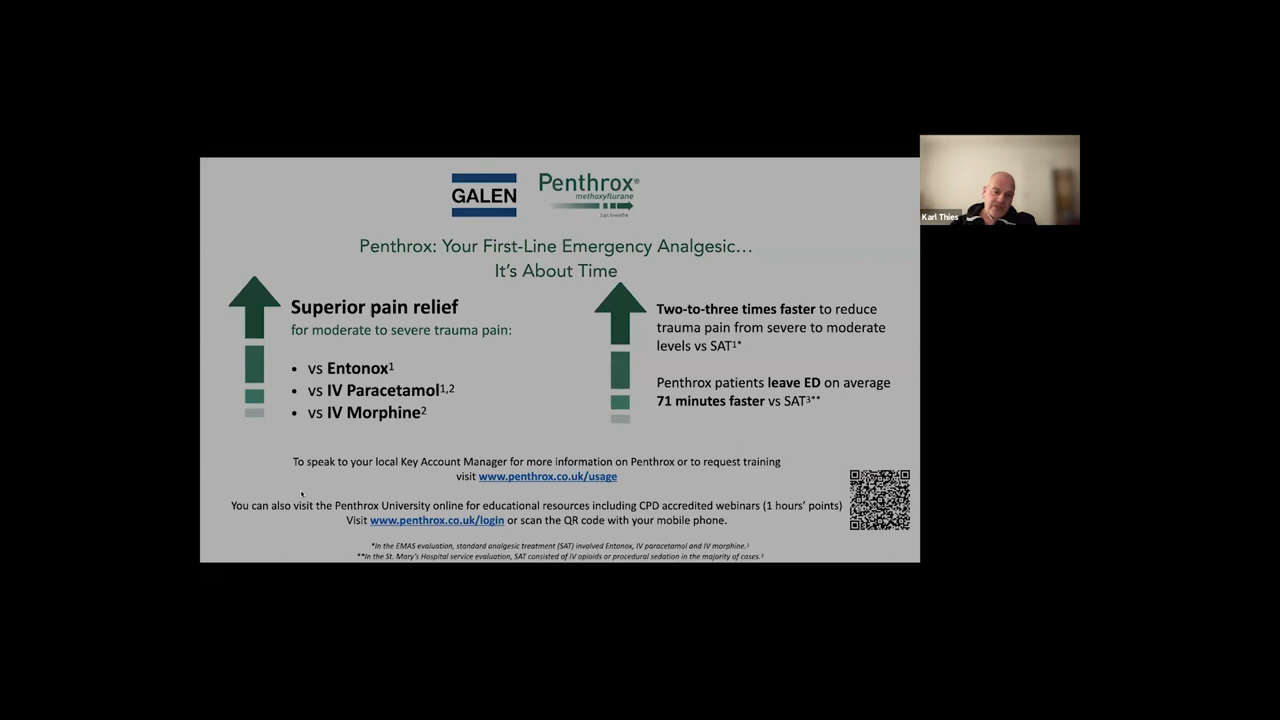 GALEN
Penthrox®
methoxyflurane
Just breathe
Karl Thies
Penthrox: Your First-Line Emergency Analgesic…
It's About Time
Superior pain relief
for moderate to severe trauma pain:
• vs Entonox1
• vs IV Paracetamol1,2
• vs IV Morphine2
Two-to-three times faster to reduce
trauma pain from severe to moderate
levels vs SAT1*
Penthrox patients leave ED on average
71 minutes faster vs SAT3**
To speak to your local Key Account Manager for more information on Penthrox or to request training
visit www.penthrox.co.uk/usage
You can also visit the Penthrox University online for educational resources including CPD accredited webinars (1 hours' points)
Visit www.penthrox.co.uk/login or scan the QR code with your mobile phone.
*In the EMAS evaluation, standard analgesic treatment (SAT) involved Entonox, IV paracetamol and IV morphine.1
**In the St. Mary's Hospital service evaluation, SAT consisted of IV opioids or procedural sedation in the majority of cases.3